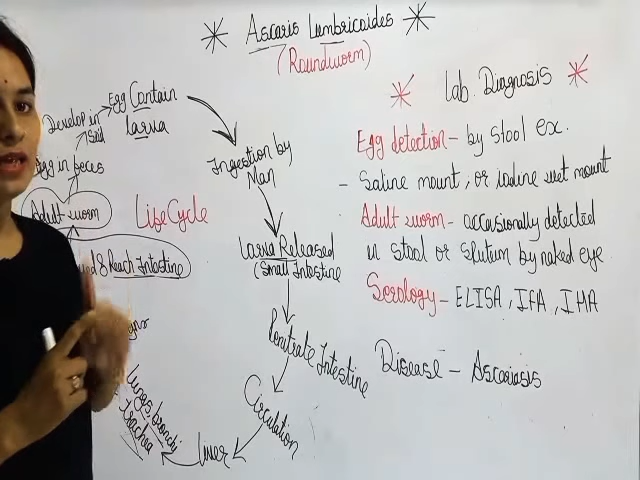 Ascaris Lumbricoides
(Roundworm)
Egg Contain
larva
Develop in
soil
Egg in feces
Adult worm
& Reach Intestine
Life Cycle
Ingestion by
Man
Larva Released
(Small Intestine
Penitrate Intestine
Circulation
Liver
Lungs, bronchi
trachea
Lab. Diagnosis
Egg detection - by stool ex.
- Saline mount, or iodine wet mount
Adult worm - occasionally detected
in stool or sputum by naked eye
Serology - ELISA, IFA, IHA
Disease - Ascariasis